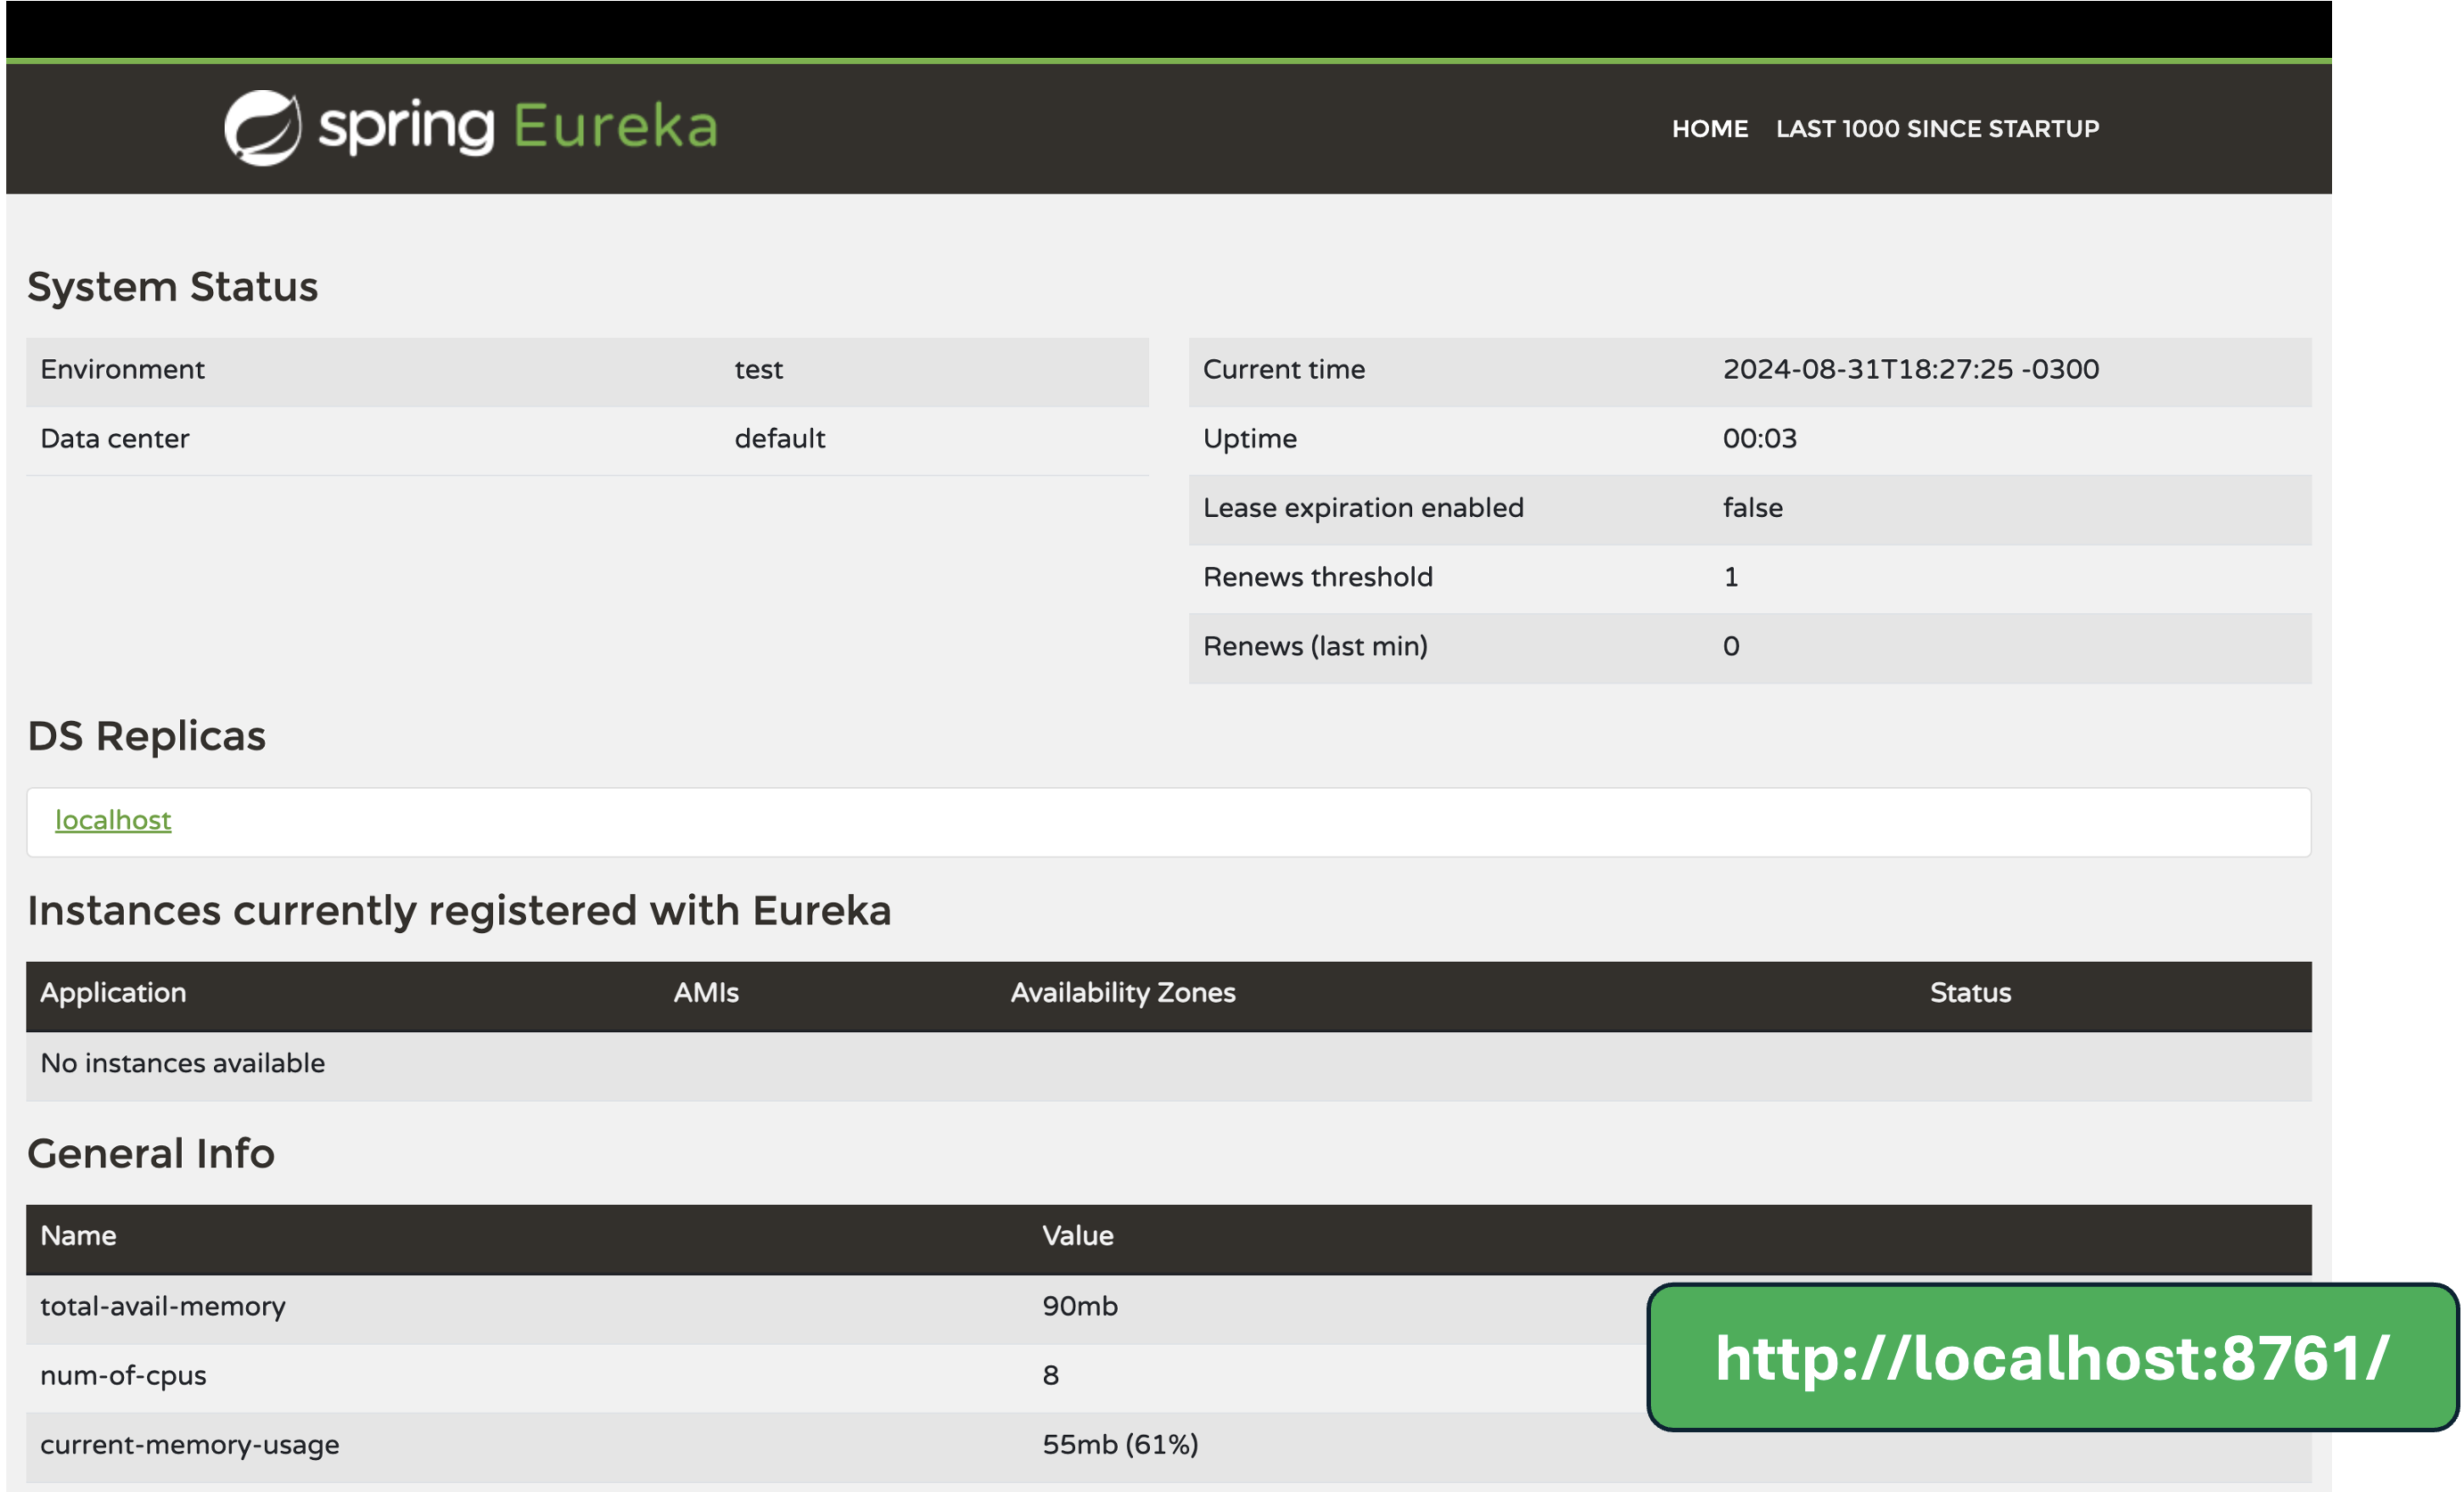 spring Eureka
HOME LAST 1000 SINCE STARTUP
System Status
Environment test
Data center default
Current time 2024-08-31T18:27:25 -0300
Uptime 00:03
Lease expiration enabled false
Renews threshold 1
Renews (last min) 0
DS Replicas
localhost
Instances currently registered with Eureka
Application AMIs Availability Zones Status
No instances available
General Info
Name Value
total-avail-memory 90mb
num-of-cpus 8
current-memory-usage 55mb (61%)
http://localhost:8761/